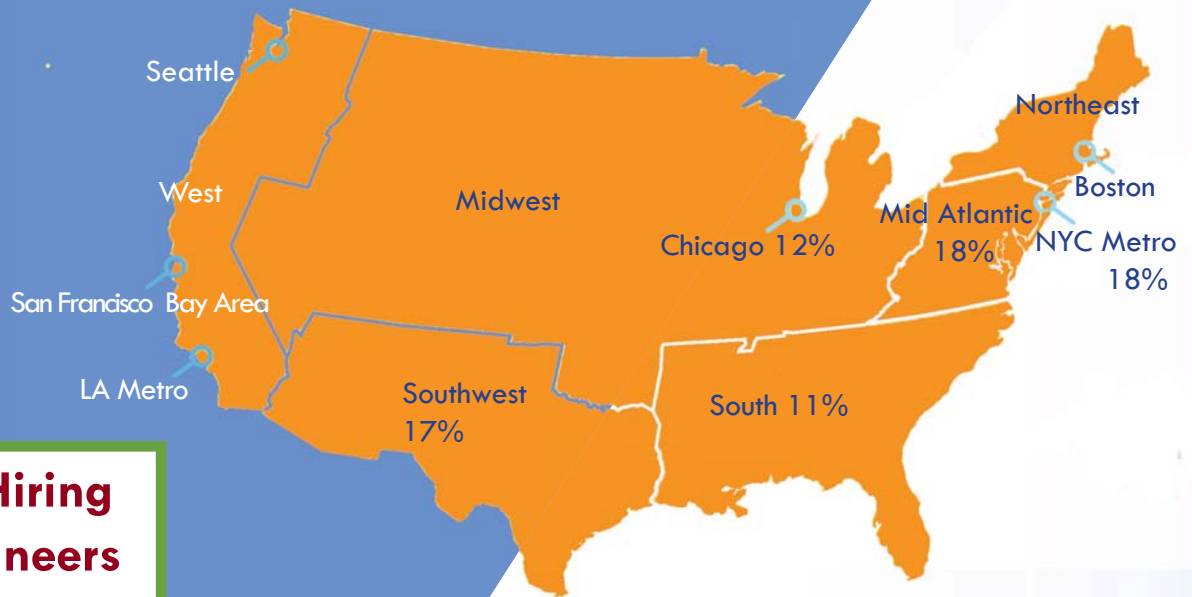 Seattle
Northeast
West
Boston
Midwest
Mid Atlantic
18%
Chicago 12%
NYC Metro
18%
San Francisco Bay Area
LA Metro
Southwest
17%
South 11%
Hiring
neers